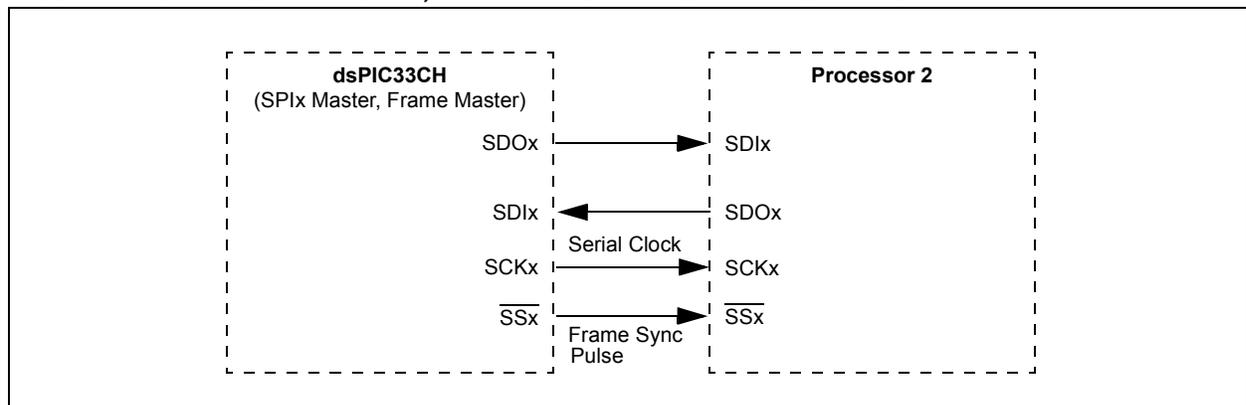 dsPIC33CH
(SPIx Master, Frame Master)
Processor 2
SDOx
SDIx
SDIx
SDOx
Serial Clock
SCKx
SCKx
SSx
SSx
Frame Sync
Pulse